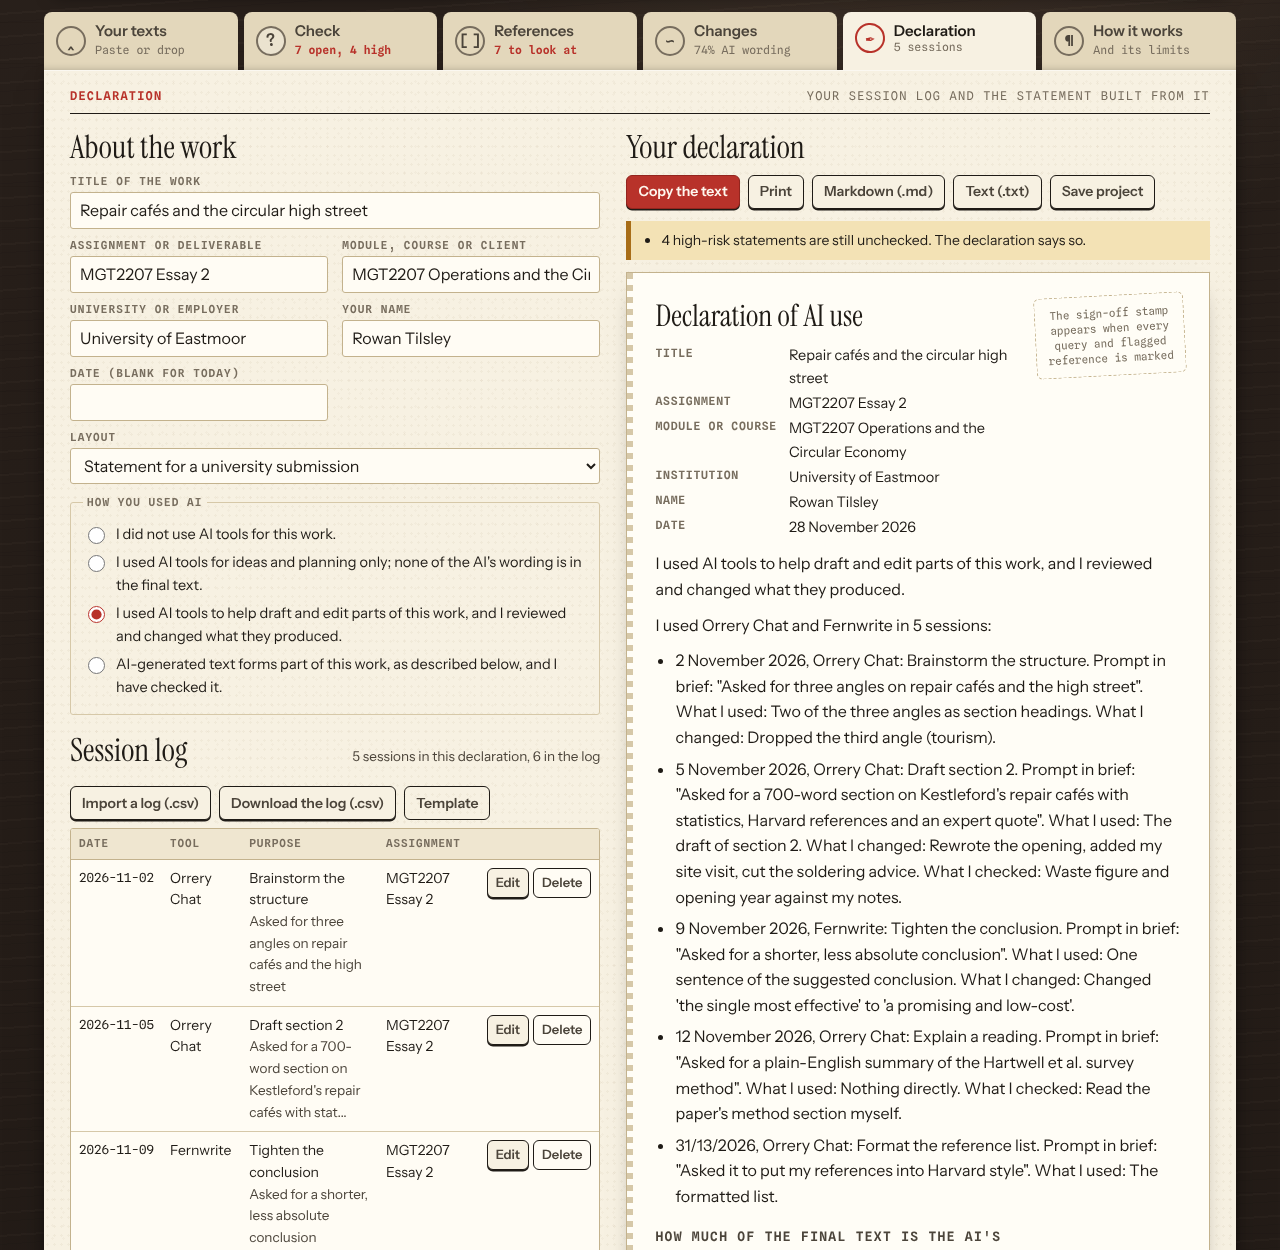 Your texts
Paste or drop
? Check
7 open, 4 high
[ ] References
7 to look at
Changes
74% AI wording
Declaration
5 sessions
¶ How it works
And its limits
DECLARATION
YOUR SESSION LOG AND THE STATEMENT BUILT FROM IT
About the work
TITLE OF THE WORK
Repair cafés and the circular high street
ASSIGNMENT OR DELIVERABLE
MODULE, COURSE OR CLIENT
MGT2207 Essay 2
MGT2207 Operations and the Cir
UNIVERSITY OR EMPLOYER
YOUR NAME
University of Eastmoor
Rowan Tilsley
DATE (BLANK FOR TODAY)
LAYOUT
Statement for a university submission
HOW YOU USED AI
I did not use AI tools for this work.
I used AI tools for ideas and planning only; none of the AI's wording is in
the final text.
I used AI tools to help draft and edit parts of this work, and I reviewed
and changed what they produced.
AI-generated text forms part of this work, as described below, and I
have checked it.
Session log
5 sessions in this declaration, 6 in the log
Import a log (.csv)
Download the log (.csv)
Template
DATE TOOL PURPOSE ASSIGNMENT
2026-11-02 Orrery Brainstorm the MGT2207 Edit Delete
Chat structure Essay 2
Asked for three
angles on repair
cafés and the high
street
2026-11-05 Orrery Draft section 2 MGT2207 Edit Delete
Chat Asked for a 700- Essay 2
word section on
Kestleford's repair
cafés with stat...
2026-11-09 Fernwrite Tighten the MGT2207 Edit Delete
conclusion Essay 2
Asked for a shorter,
less absolute
conclusion
Your declaration
Copy the text
Print
Markdown (.md)
Text (.txt)
Save project
• 4 high-risk statements are still unchecked. The declaration says so.
Declaration of AI use
The sign-off stamp
appears when every
query and flagged
reference is marked
TITLE Repair cafés and the circular high
street
ASSIGNMENT MGT2207 Essay 2
MODULE OR COURSE MGT2207 Operations and the
Circular Economy
INSTITUTION University of Eastmoor
NAME Rowan Tilsley
DATE 28 November 2026
I used AI tools to help draft and edit parts of this work, and I reviewed
and changed what they produced.
I used Orrery Chat and Fernwrite in 5 sessions:
• 2 November 2026, Orrery Chat: Brainstorm the structure. Prompt in
brief: "Asked for three angles on repair cafés and the high street".
What I used: Two of the three angles as section headings. What I
changed: Dropped the third angle (tourism).
• 5 November 2026, Orrery Chat: Draft section 2. Prompt in brief:
"Asked for a 700-word section on Kestleford's repair cafés with
statistics, Harvard references and an expert quote". What I used: The
draft of section 2. What I changed: Rewrote the opening, added my
site visit, cut the soldering advice. What I checked: Waste figure and
opening year against my notes.
• 9 November 2026, Fernwrite: Tighten the conclusion. Prompt in brief:
"Asked for a shorter, less absolute conclusion". What I used: One
sentence of the suggested conclusion. What I changed: Changed
'the single most effective' to 'a promising and low-cost'.
• 12 November 2026, Orrery Chat: Explain a reading. Prompt in brief:
"Asked for a plain-English summary of the Hartwell et al. survey
method". What I used: Nothing directly. What I checked: Read the
paper's method section myself.
• 31/13/2026, Orrery Chat: Format the reference list. Prompt in brief:
"Asked it to put my references into Harvard style". What I used: The
formatted list.
HOW MUCH OF THE FINAL TEXT IS THE AI'S